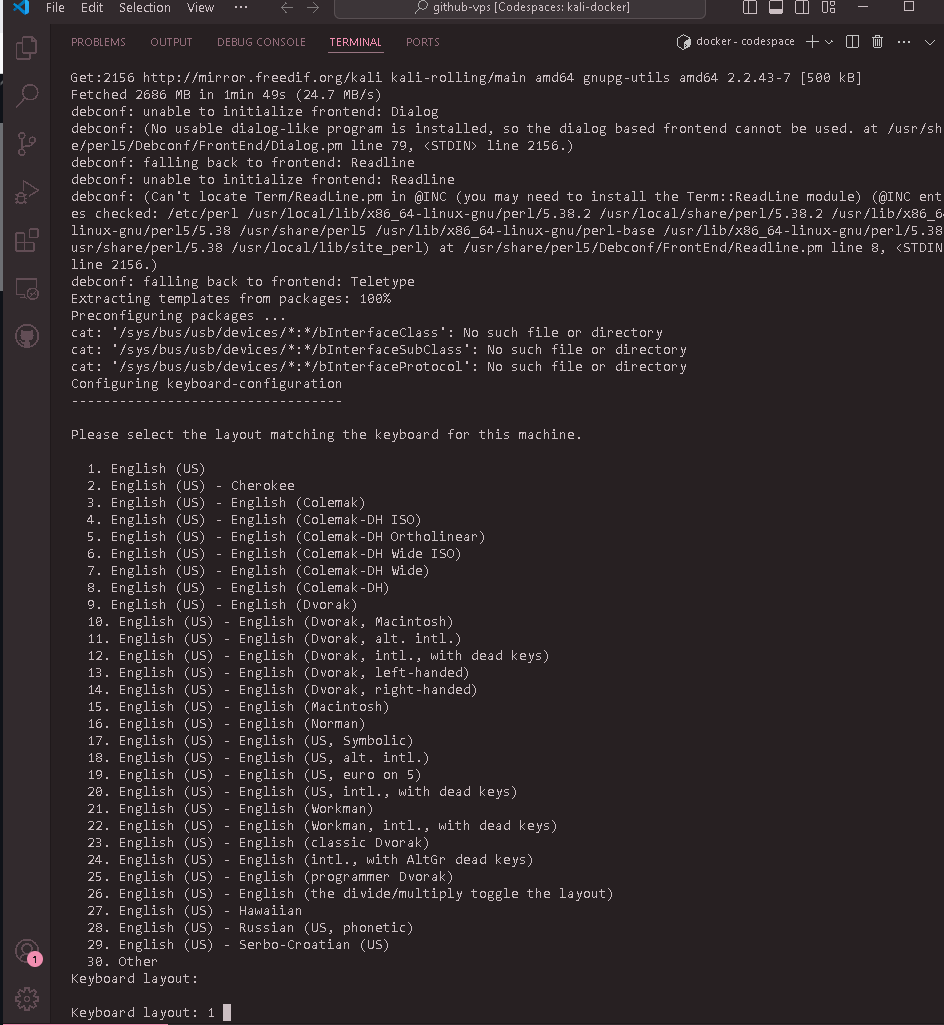 File Edit Selection View ··· github-vps [Codespaces: kali-docker]
PROBLEMS OUTPUT DEBUG CONSOLE TERMINAL PORTS docker - codespace
Get:2156 http://mirror.freedif.org/kali kali-rolling/main amd64 gnupg-utils amd64 2.2.43-7 [500 kB]
Fetched 2686 MB in 1min 49s (24.7 MB/s)
debconf: unable to initialize frontend: Dialog
debconf: (No usable dialog-like program is installed, so the dialog based frontend cannot be used. at /usr/sh
e/perl5/Debconf/FrontEnd/Dialog.pm line 79, <STDIN> line 2156.)
debconf: falling back to frontend: Readline
debconf: unable to initialize frontend: Readline
debconf: (Can't locate Term/ReadLine.pm in @INC (you may need to install the Term::ReadLine module) (@INC ent
es checked: /etc/perl /usr/local/lib/x86_64-linux-gnu/perl/5.38.2 /usr/local/share/perl/5.38.2 /usr/lib/x86_6
linux-gnu/perl5/5.38 /usr/share/perl5 /usr/lib/x86_64-linux-gnu/perl-base /usr/lib/x86_64-linux-gnu/perl/5.38
usr/share/perl/5.38 /usr/local/lib/site_perl) at /usr/share/perl5/Debconf/FrontEnd/Readline.pm line 8, <STDIN
line 2156.)
debconf: falling back to frontend: Teletype
Extracting templates from packages: 100%
Preconfiguring packages ...
cat: '/sys/bus/usb/devices/*:*/bInterfaceClass': No such file or directory
cat: '/sys/bus/usb/devices/*:*/bInterfaceSubClass': No such file or directory
cat: '/sys/bus/usb/devices/*:*/bInterfaceProtocol': No such file or directory
Configuring keyboard-configuration
----------------------------------
Please select the layout matching the keyboard for this machine.
1. English (US)
2. English (US) - Cherokee
3. English (US) - English (Colemak)
4. English (US) - English (Colemak-DH ISO)
5. English (US) - English (Colemak-DH Ortholinear)
6. English (US) - English (Colemak-DH Wide ISO)
7. English (US) - English (Colemak-DH Wide)
8. English (US) - English (Colemak-DH)
9. English (US) - English (Dvorak)
10. English (US) - English (Dvorak, Macintosh)
11. English (US) - English (Dvorak, alt. intl.)
12. English (US) - English (Dvorak, intl., with dead keys)
13. English (US) - English (Dvorak, left-handed)
14. English (US) - English (Dvorak, right-handed)
15. English (US) - English (Macintosh)
16. English (US) - English (Norman)
17. English (US) - English (US, Symbolic)
18. English (US) - English (US, alt. intl.)
19. English (US) - English (US, euro on 5)
20. English (US) - English (US, intl., with dead keys)
21. English (US) - English (Workman)
22. English (US) - English (Workman, intl., with dead keys)
23. English (US) - English (classic Dvorak)
24. English (US) - English (intl., with AltGr dead keys)
25. English (US) - English (programmer Dvorak)
26. English (US) - English (the divide/multiply toggle the layout)
27. English (US) - Hawaiian
28. English (US) - Russian (US, phonetic)
29. English (US) - Serbo-Croatian (US)
30. Other
1
Keyboard layout:
Keyboard layout: 1